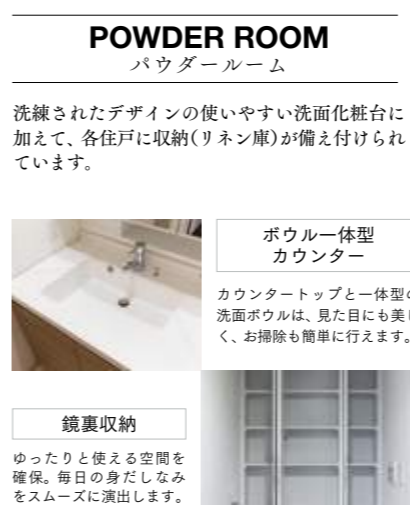 POWDER ROOM
パウダールーム
洗練されたデザインの使いやすい洗面化粧台に
加えて、各住戸に収納(リネン庫)が備え付けられ
ています。
ボウル一体型
カウンター
カウンタートップと一体型の
洗面ボウルは、見た目にも美し
く、お掃除も簡単に行えます。
鏡裏収納
ゆったりと使える空間を
確保。毎日の身だしなみ
をスムーズに演出します。